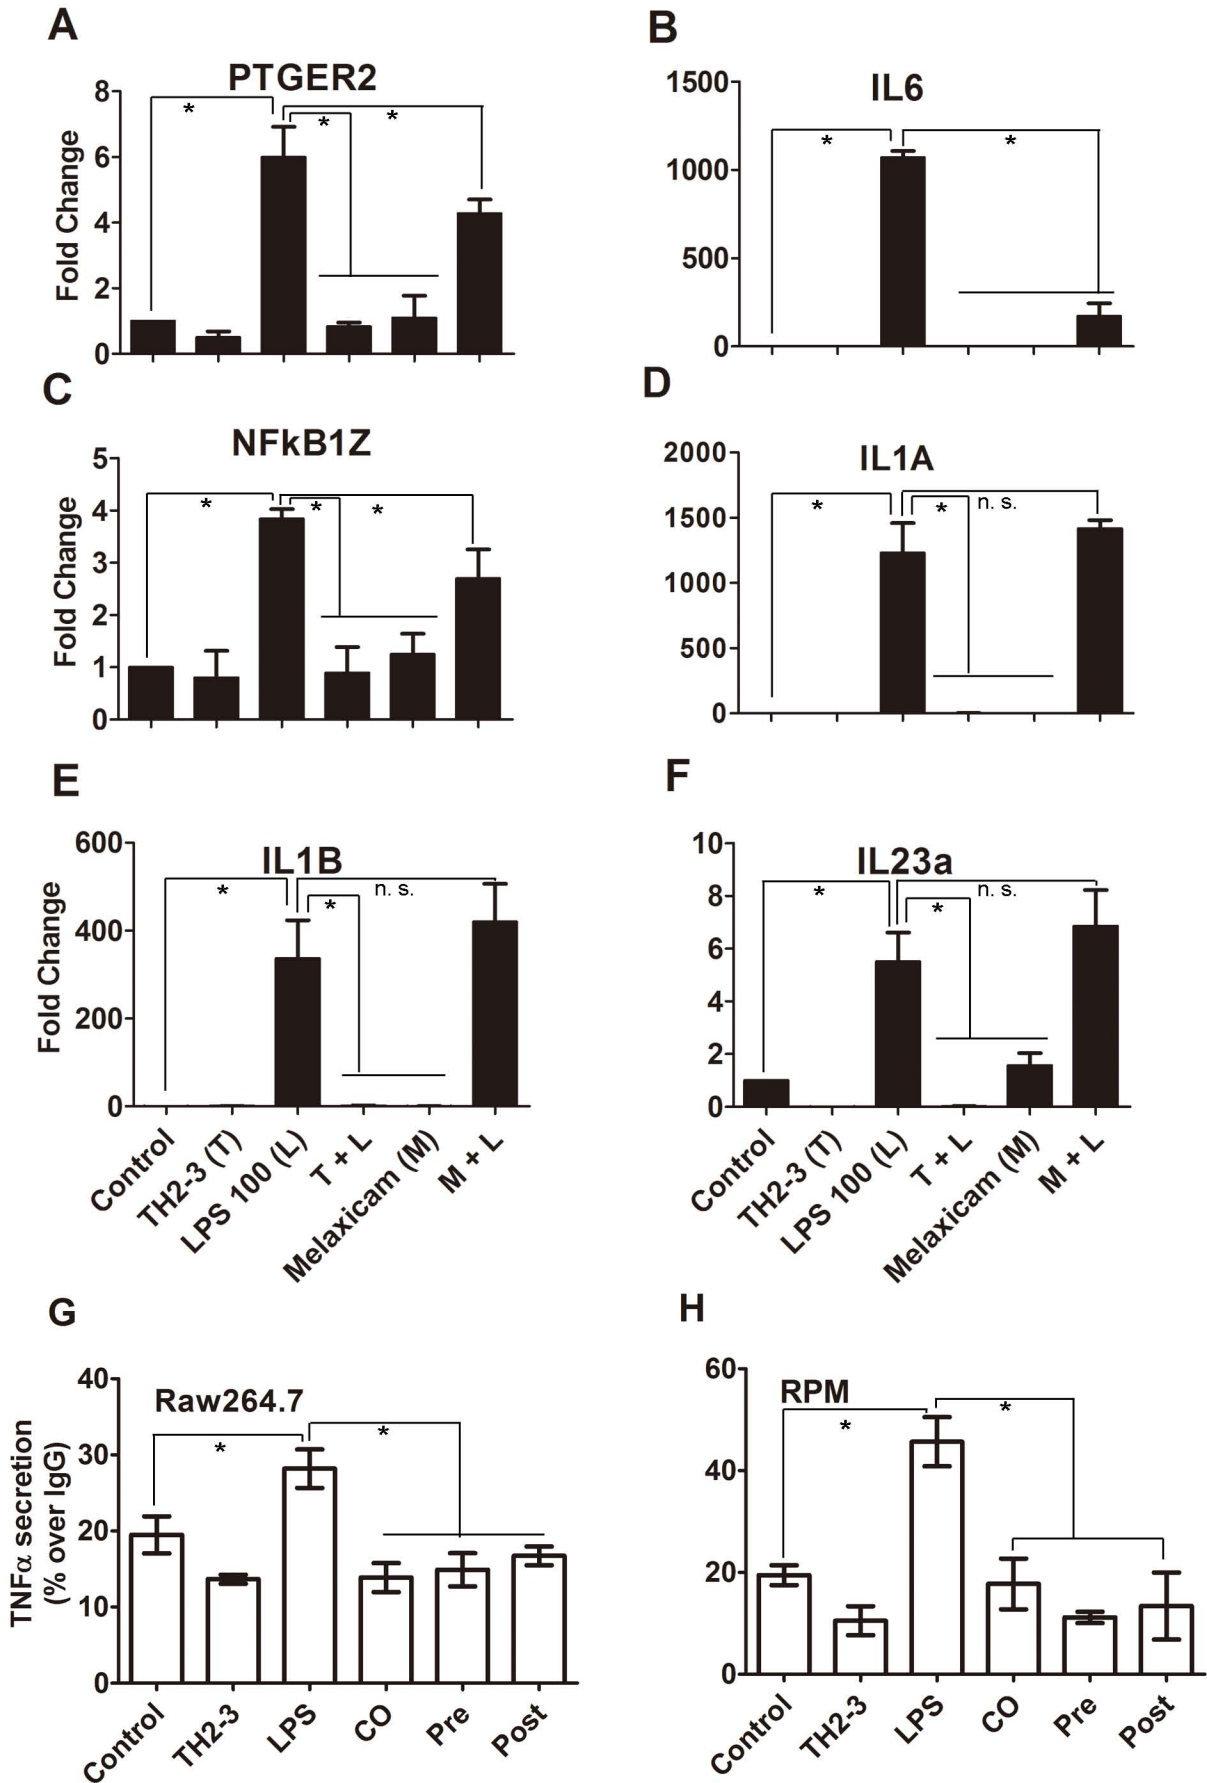 A
PTGER2
Fold Change
8
6
4
2
0
*
*
*
B
IL6
1500
1000
500
0
*
*
C
NFkB1Z
Fold Change
5
4
3
2
1
0
*
*
*
D
IL1A
2000
1500
1000
500
0
*
*
n. s.
E
IL1B
Fold Change
600
400
200
0
*
*
n. s.
Control
TH2-3 (T)
LPS 100 (L)
T + L
Melaxicam (M)
M + L
F
IL23a
10
8
6
4
2
0
*
*
n. s.
Control
TH2-3 (T)
LPS 100 (L)
T + L
Melaxicam (M)
M + L
G
Raw264.7
TNFα secretion
(% over IgG)
40
30
20
10
0
*
*
Control
TH2-3
LPS
CO
Pre
Post
H
RPM
60
40
20
0
*
*
Control
TH2-3
LPS
CO
Pre
Post